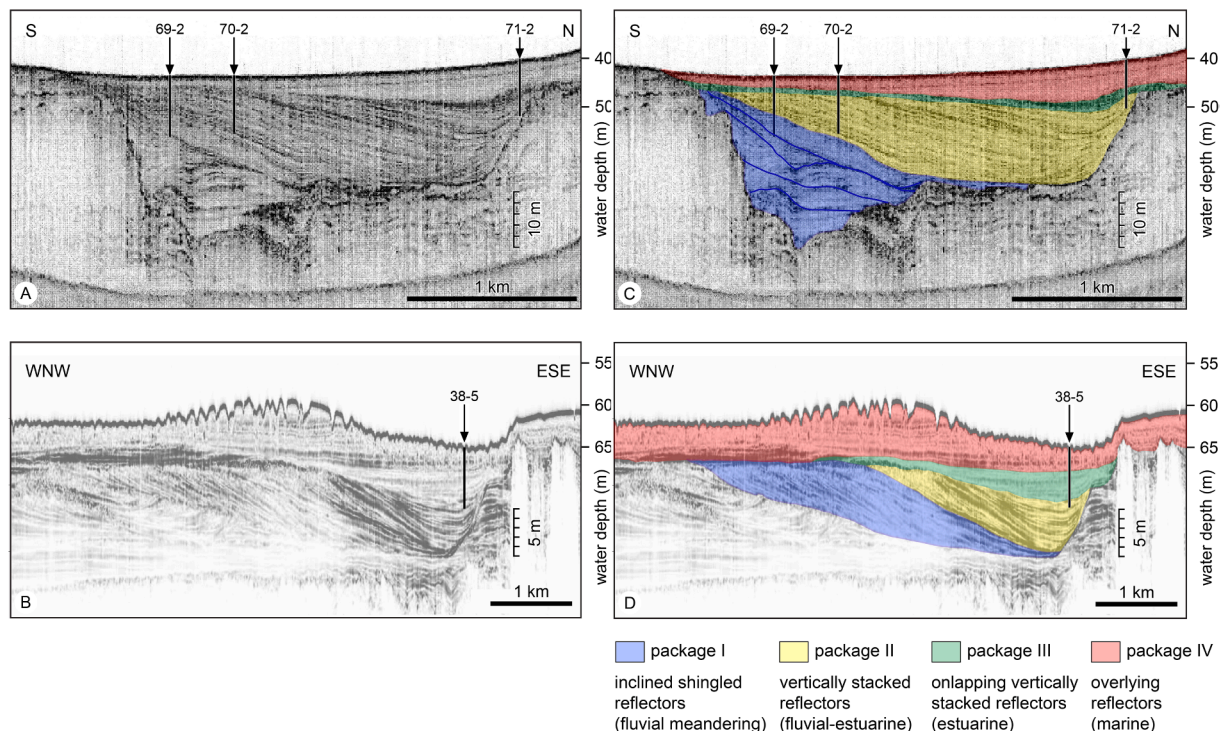 S
69-2
70-2
71-2
N
40
50
water depth (m)
10 m
1 km
A
S
69-2
70-2
71-2
N
40
50
water depth (m)
10 m
1 km
C
WNW
ESE
38-5
55
60
65
water depth (m)
5 m
1 km
B
WNW
ESE
38-5
55
60
65
water depth (m)
5 m
1 km
D
package I
package II
package III
package IV
inclined shingled
reflectors
(fluvial meandering)
vertically stacked
reflectors
(fluvial-estuarine)
onlapping vertically
stacked reflectors
(estuarine)
overlying
reflectors
(marine)